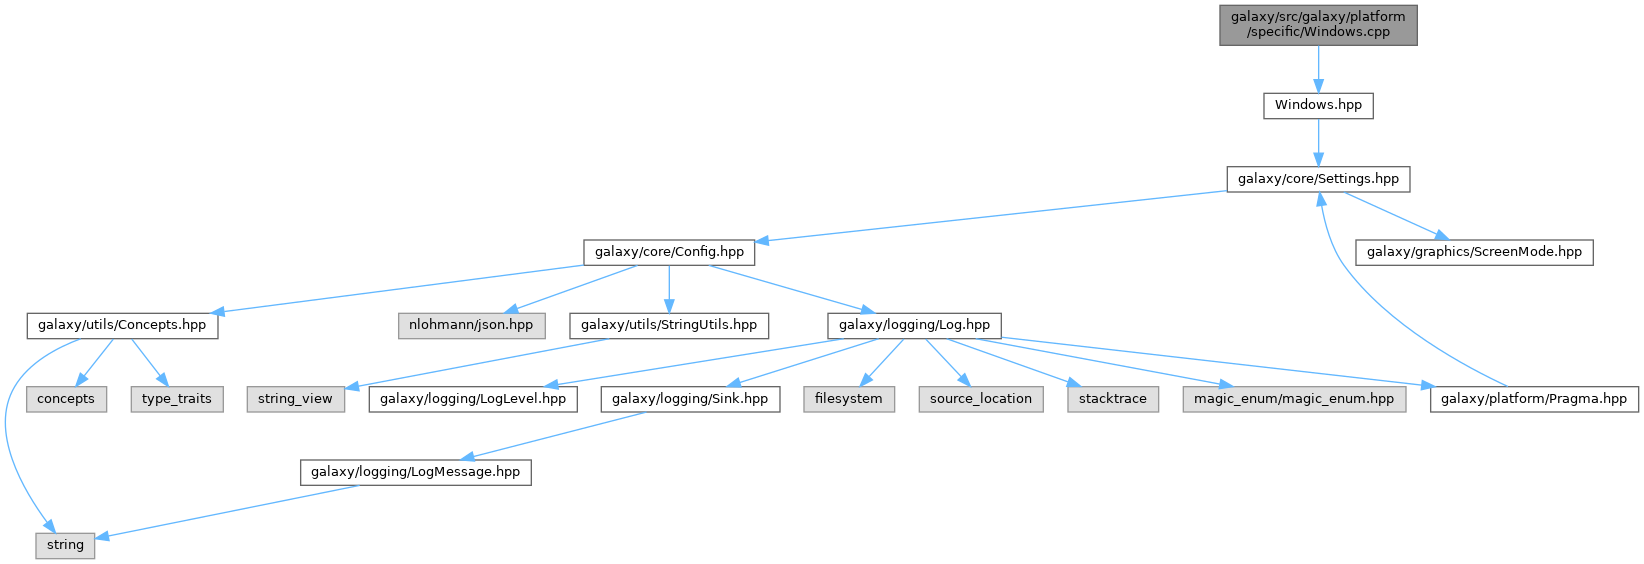 galaxy/src/galaxy/platform
/specific/Windows.cpp
Windows.hpp
galaxy/core/Settings.hpp
galaxy/core/Config.hpp
galaxy/graphics/ScreenMode.hpp
galaxy/utils/Concepts.hpp
nlohmann/json.hpp
galaxy/utils/StringUtils.hpp
galaxy/logging/Log.hpp
concepts
type_traits
string_view
galaxy/logging/LogLevel.hpp
galaxy/logging/Sink.hpp
filesystem
source_location
stacktrace
magic_enum/magic_enum.hpp
galaxy/platform/Pragma.hpp
galaxy/logging/LogMessage.hpp
string